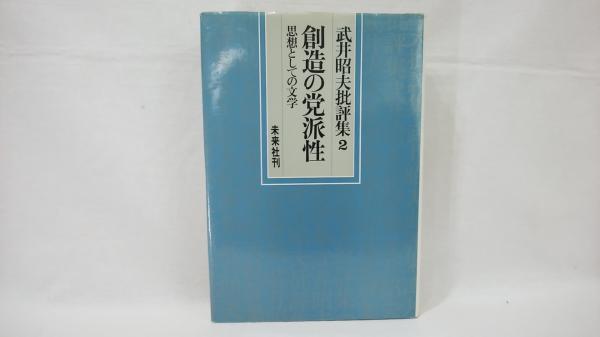 武井昭夫批評集2
創造の党派性
思想としての文学
未来社刊